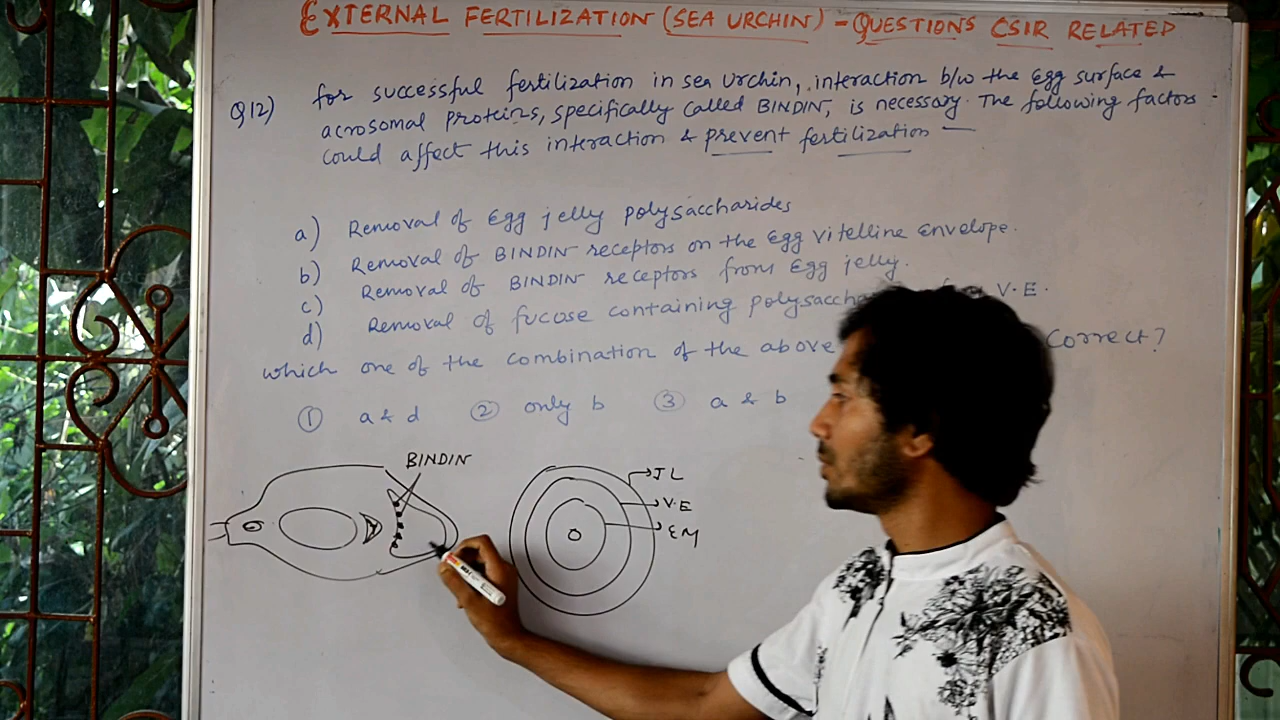 EXTERNAL FERTILIZATION (SEA URCHIN) - QUESTIONS CSIR RELATED
Q12) for successful fertilization in sea urchin, interaction b/w the Egg surface &
acrosomal proteins, specifically called BINDIN, is necessary. The following factors
could affect this interaction & prevent fertilization —
a) Removal of Egg jelly polysaccharides
b) Removal of BINDIN receptors on the Egg vitelline Envelope.
c) Removal of BINDIN receptors from Egg jelly.
d) Removal of fucose containing V.E.
which one of the combination of the above Correct?
① a & d ② only b ③ a & b
BINDIN
JL
V.E
EM